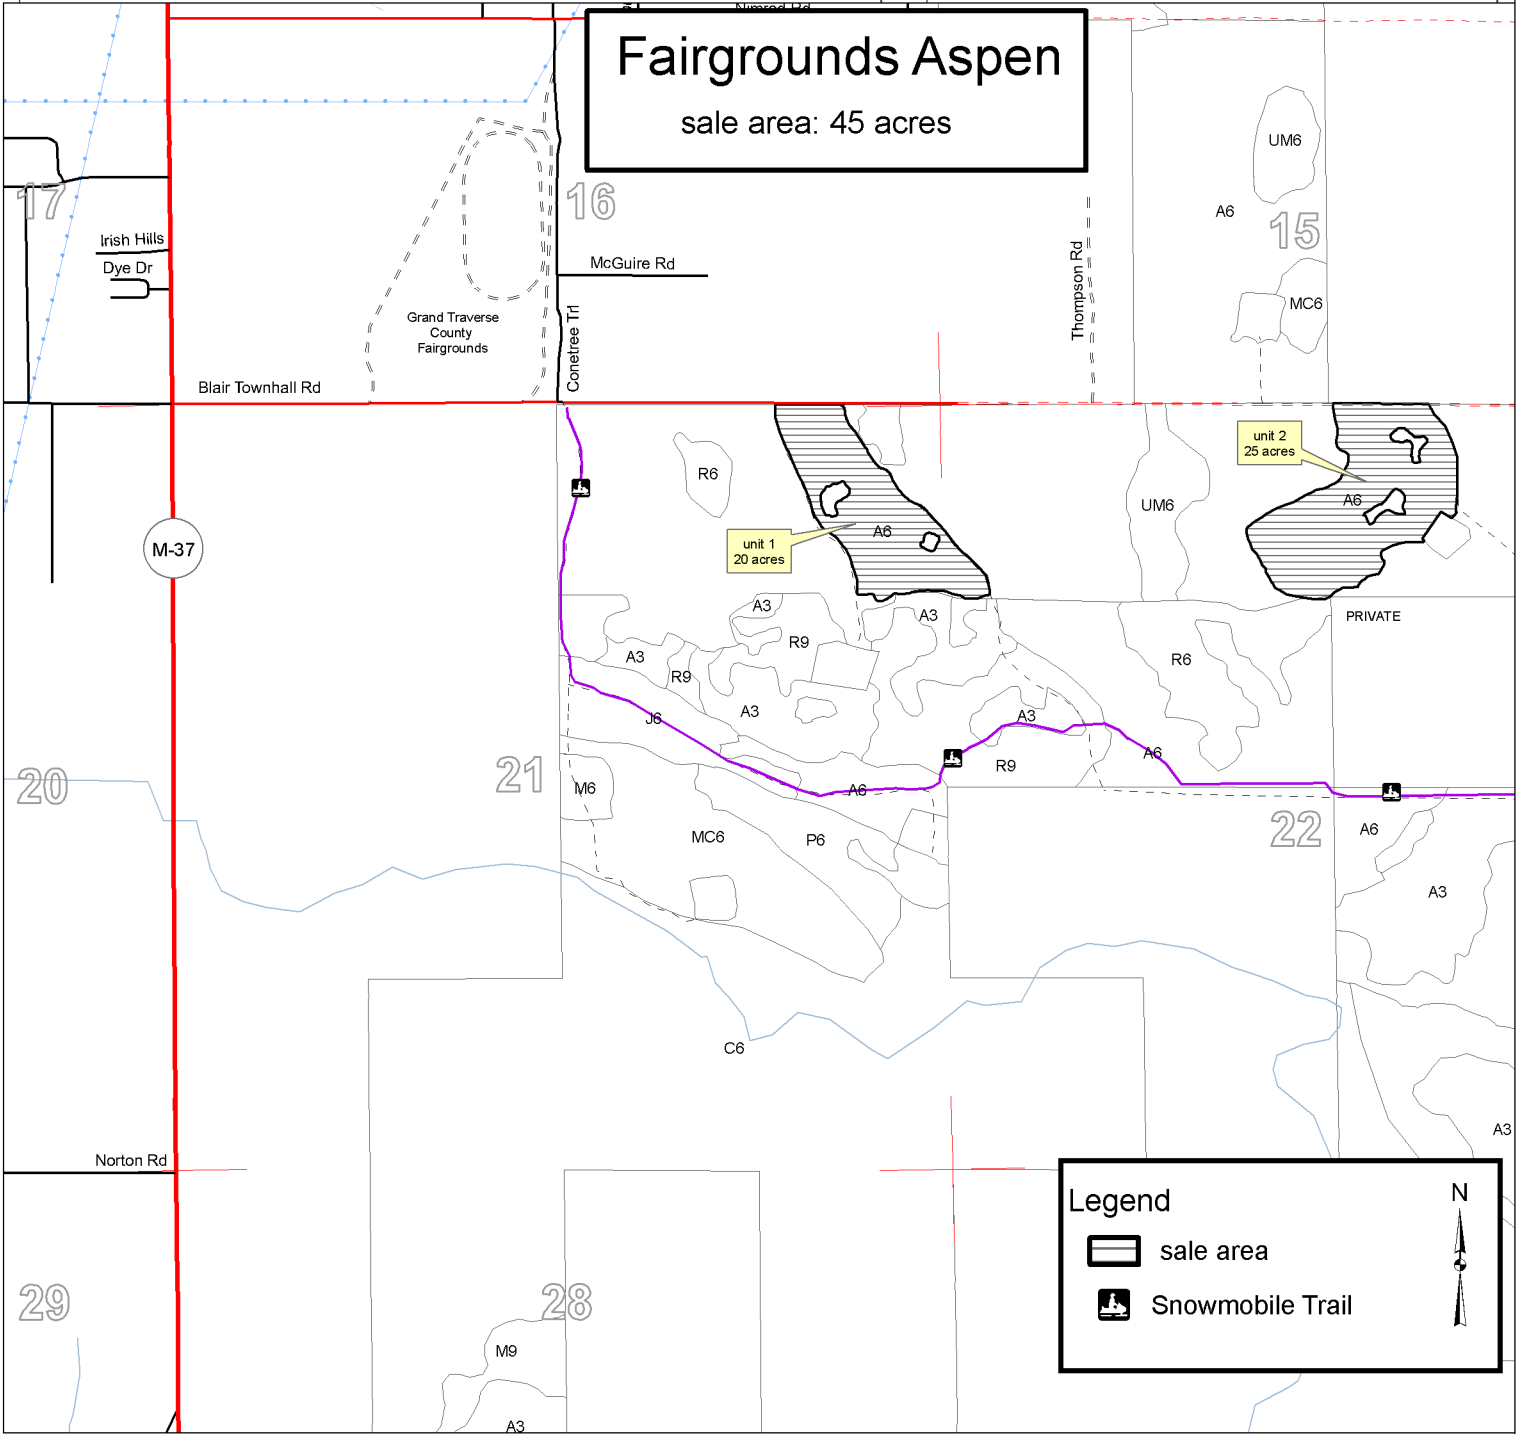 Nimrod Rd
Fairgrounds Aspen
sale area: 45 acres
UM6
A6
17
16
15
Irish Hills
Dye Dr
McGuire Rd
Thompson Rd
MC6
Grand Traverse
County
Fairgrounds
Conetree Trl
Blair Townhall Rd
unit 2
25 acres
R6
A6
UM6
A6
M-37
unit 1
20 acres
A3
A3
PRIVATE
R9
A3
R9
R6
J6
A3
A3
A6
R9
21
20
M6
A6
22
A6
MC6
P6
A3
C6
A3
Norton Rd
Legend
N
sale area
Snowmobile Trail
29
28
M9
A3